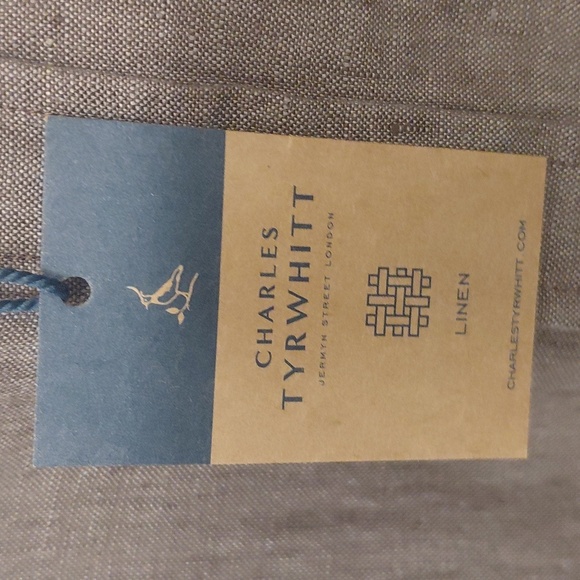 CHARLES
TYRWHITT
JERMYN STREET LONDON
LINEN
CHARLESTYRWHITT.COM